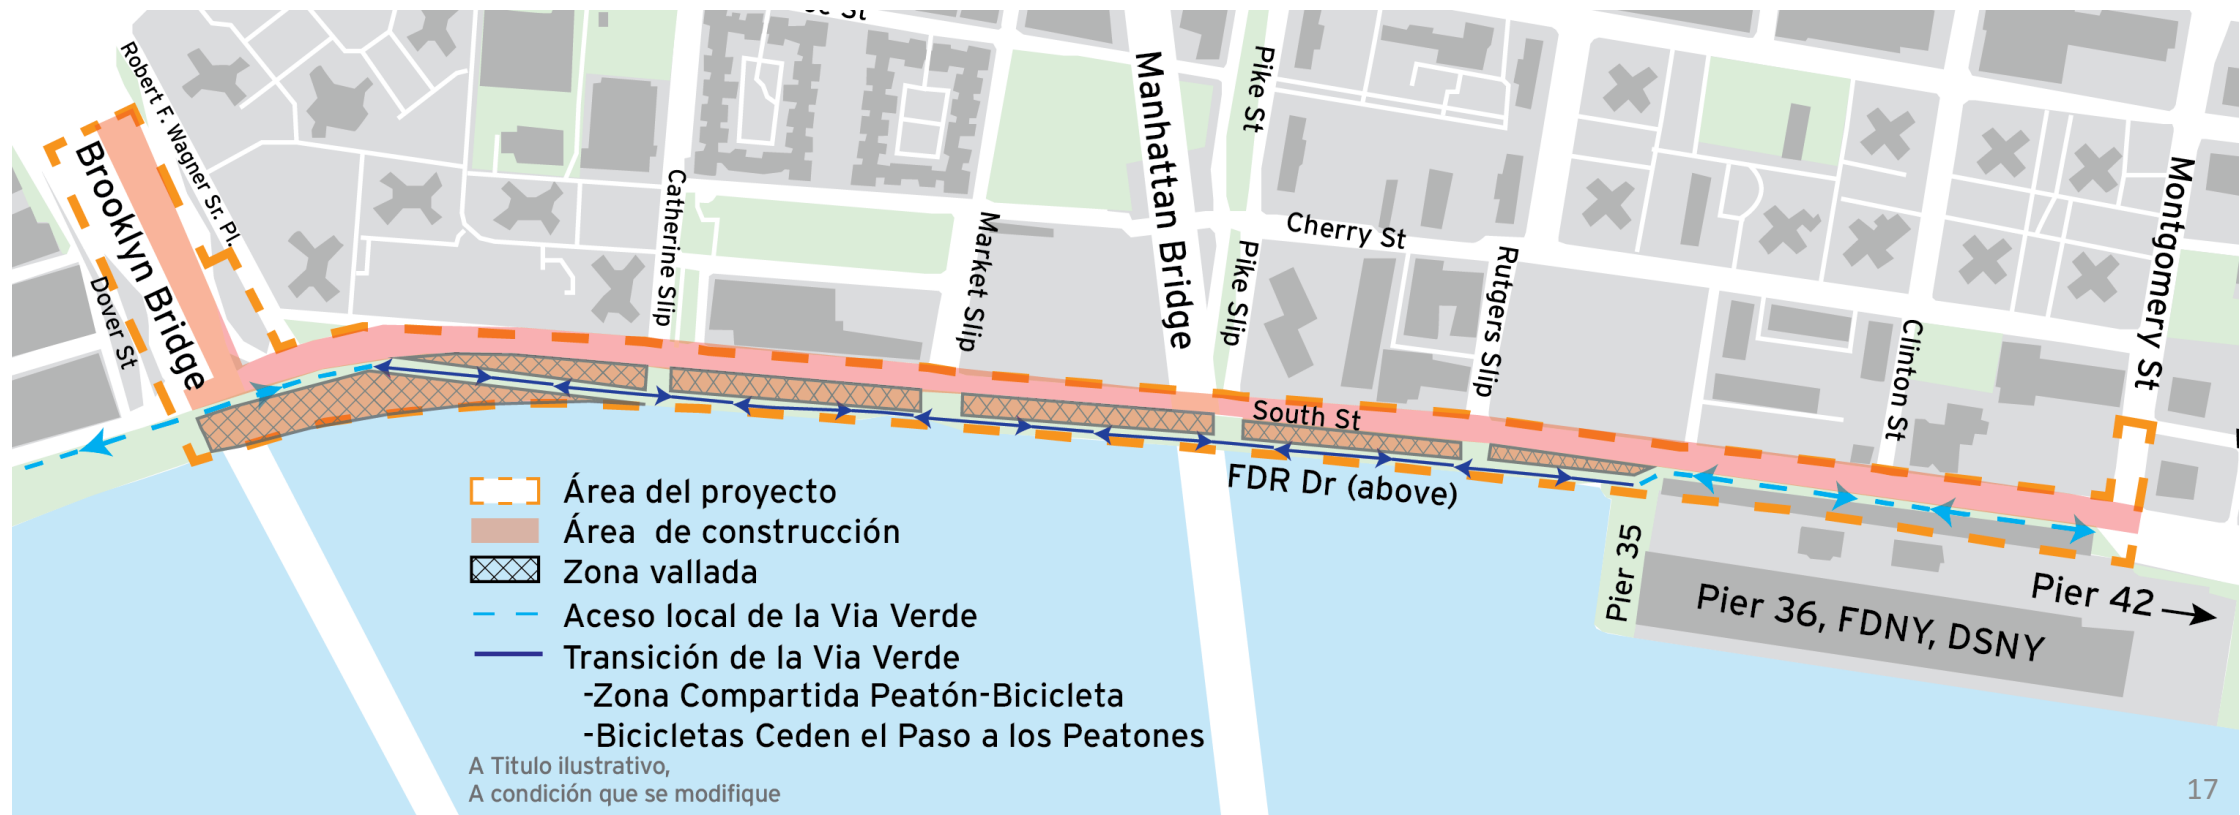 Robert F. Wagner Sr. Pl.
Brooklyn Bridge
Dover St
Catherine Slip
Market Slip
Manhattan Bridge
Pike St
Pike Slip
Cherry St
Rutgers Slip
Clinton St
Montgomery St
South St
FDR Dr (above)
Pier 35
Pier 36, FDNY, DSNY
Pier 42
Área del proyecto
Área de construcción
Zona vallada
Aceso local de la Via Verde
Transición de la Via Verde
-Zona Compartida Peatón-Bicicleta
-Bicicletas Ceden el Paso a los Peatones
A Titulo ilustrativo,
A condición que se modifique
17